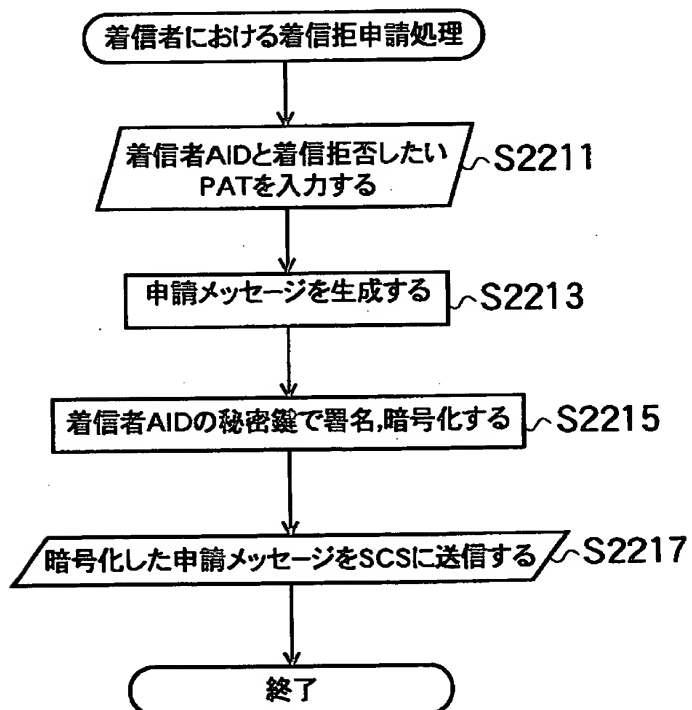 着信者における着信拒申請処理
着信者AIDと着信拒否したい
PATを入力する
S2211
申請メッセージを生成する
S2213
着信者AIDの秘密鍵で署名,暗号化する
S2215
暗号化した申請メッセージをSCSに送信する
S2217
終了